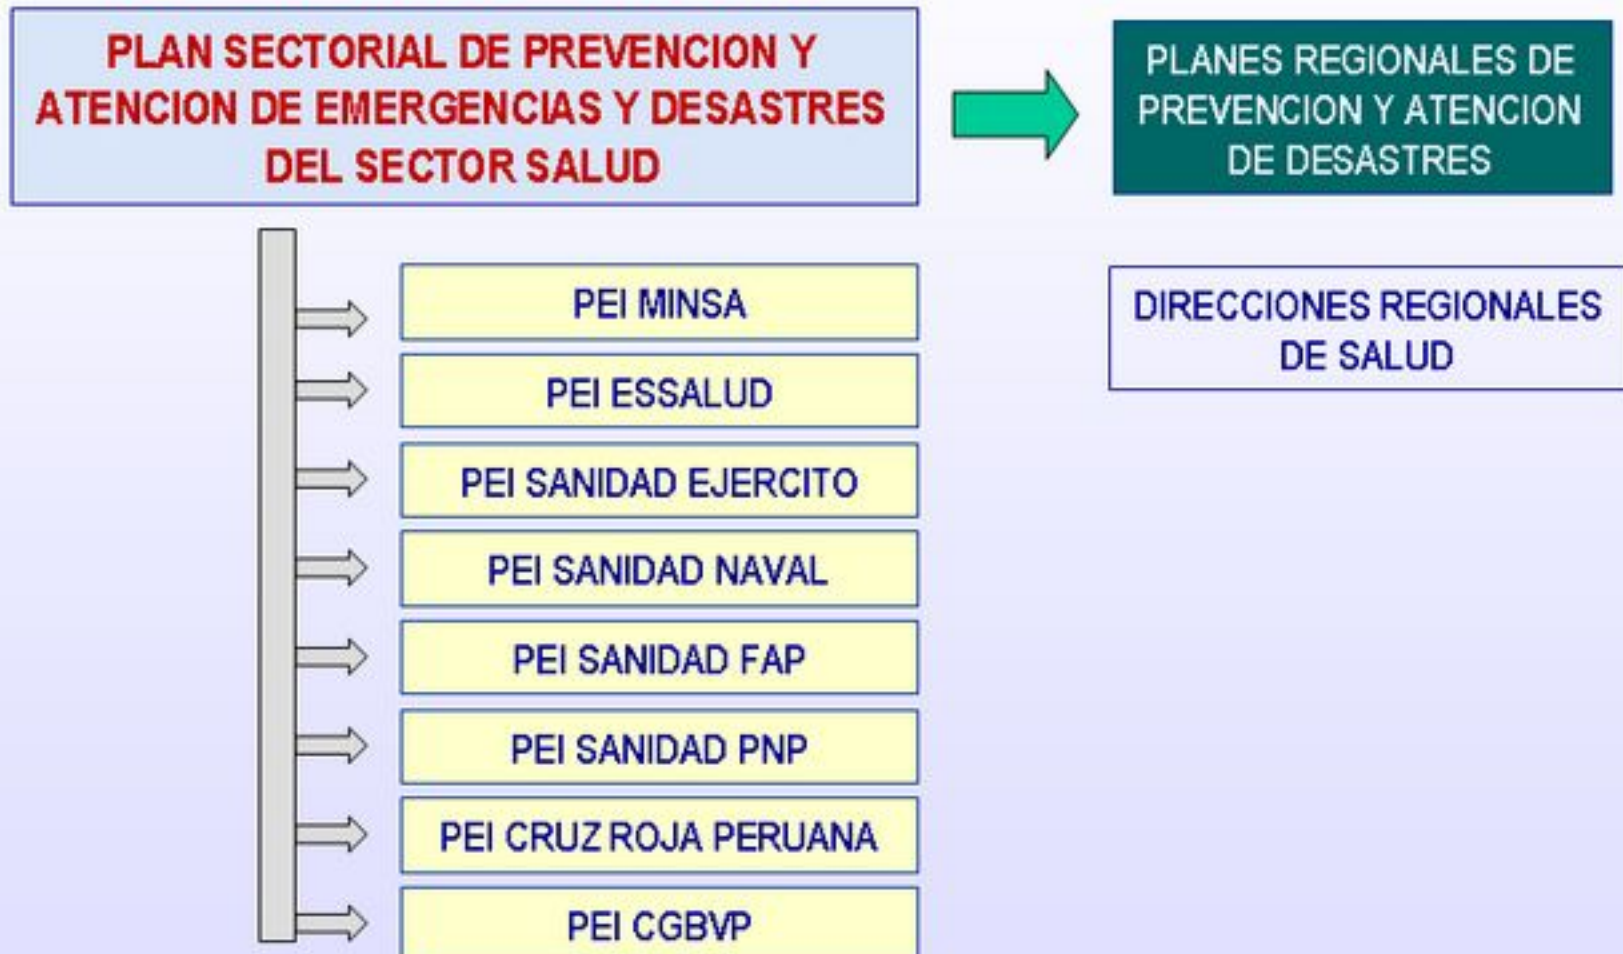 PLAN SECTORIAL DE PREVENCION Y
ATENCION DE EMERGENCIAS Y DESASTRES
DEL SECTOR SALUD
PLANES REGIONALES DE
PREVENCION Y ATENCION
DE DESASTRES
DIRECCIONES REGIONALES
DE SALUD
PEI MINSA
PEI ESSALUD
PEI SANIDAD EJERCITO
PEI SANIDAD NAVAL
PEI SANIDAD FAP
PEI SANIDAD PNP
PEI CRUZ ROJA PERUANA
PEI CGBVP